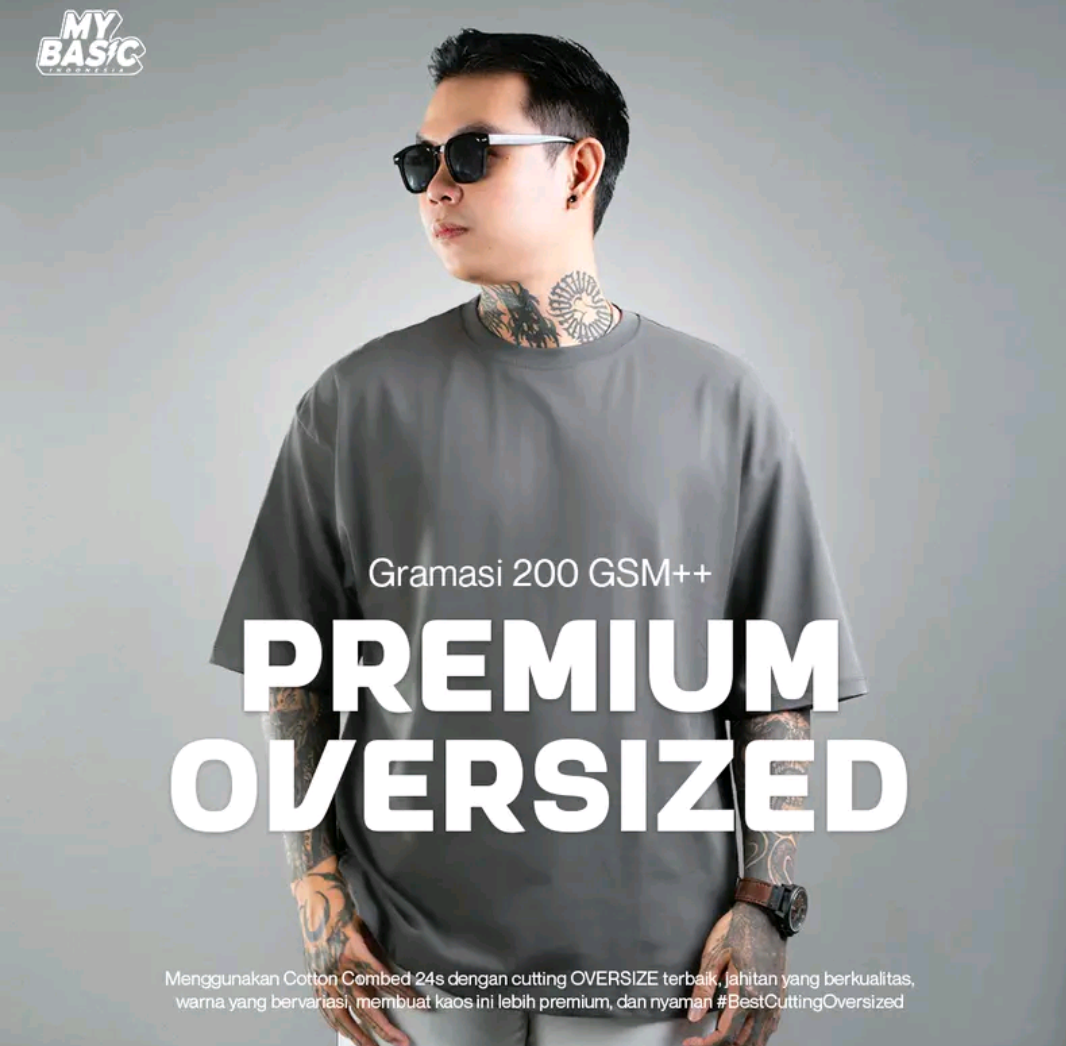 MY
BASIC
INDONESIA
Gramasi 200 GSM++
PREMIUM
OVERSIZED
Menggunakan Cotton Combed 24s dengan cutting OVERSIZE terbaik, jahitan yang berkualitas,
warna yang bervariasi, membuat kaos ini lebih premium, dan nyaman #BestCuttingOversized